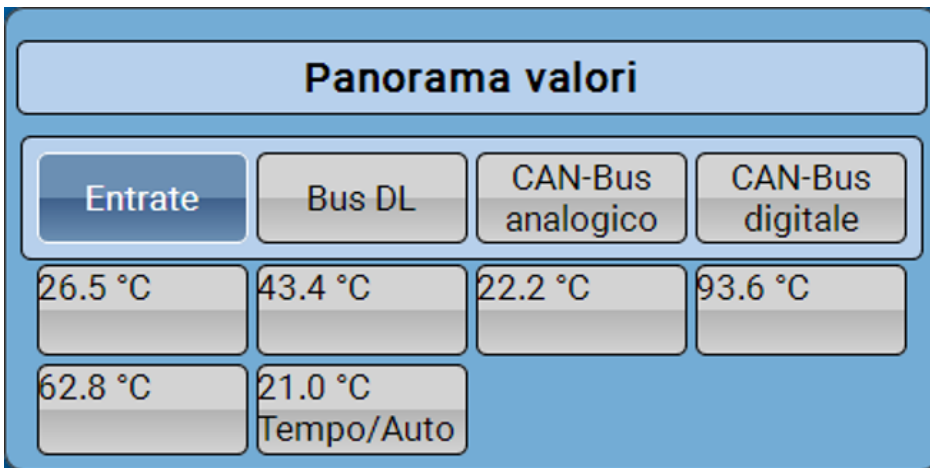 Panorama valori
Entrate
Bus DL
CAN-Bus
analogico
CAN-Bus
digitale
26.5 °C
43.4 °C
22.2 °C
93.6 °C
62.8 °C
21.0 °C
Tempo/Auto